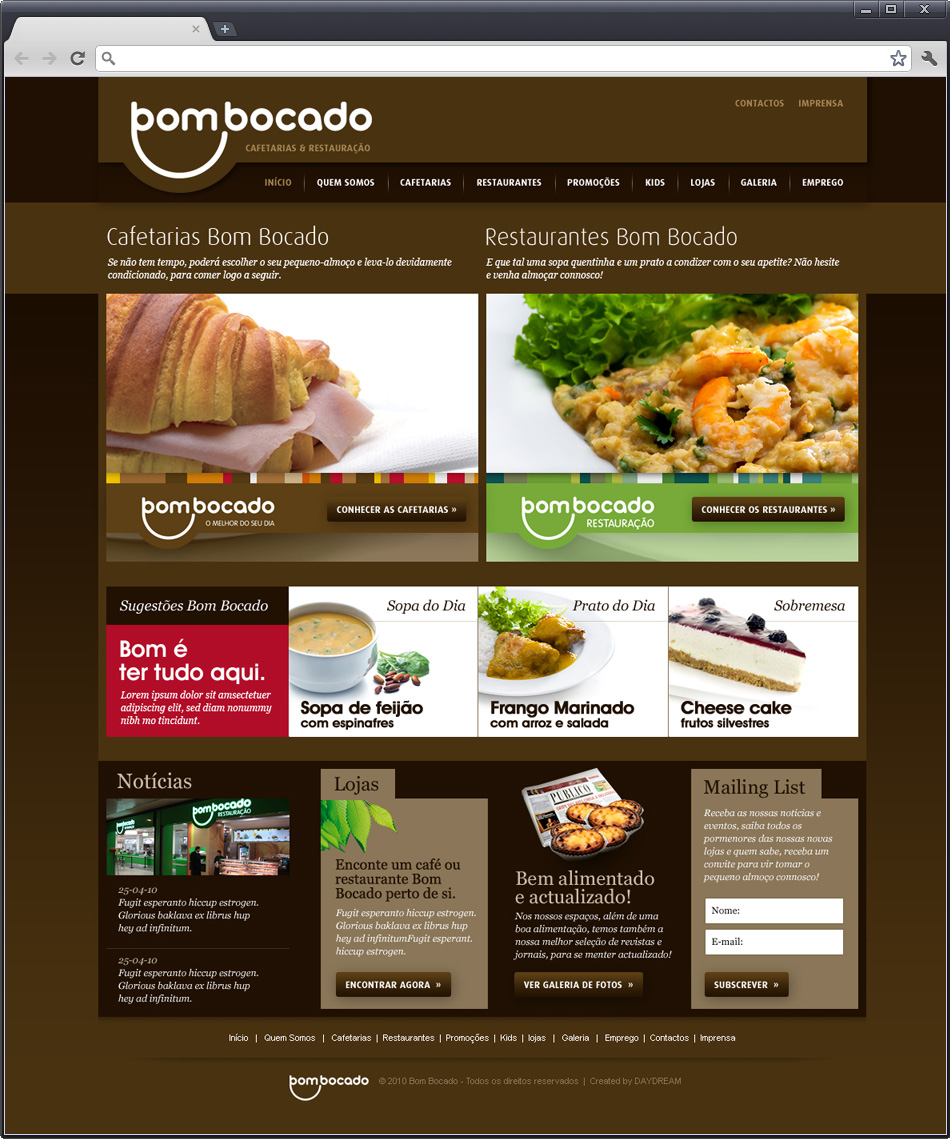 CONTACTOS IMPRENSA
bom bocado
CAFETARIAS & RESTAURAÇÃO
INÍCIO QUEM SOMOS CAFETARIAS RESTAURANTES PROMOÇÕES KIDS LOJAS GALERIA EMPREGO
Cafetarias Bom Bocado
Se não tem tempo, poderá escolher o seu pequeno-almoço e leva-lo devidamente
condicionado, para comer logo a seguir.
Restaurantes Bom Bocado
E que tal uma sopa quentinha e um prato a condizer com o seu apetite? Não hesite
e venha almoçar connosco!
bom bocado
O MELHOR DO SEU DIA
CONHECER AS CAFETARIAS »
bom bocado
RESTAURAÇÃO
CONHECER OS RESTAURANTES »
Sugestões Bom Bocado
Bom é
ter tudo aqui.
Lorem ipsum dolor sit amsectetuer
adipiscing elit, sed diam nonummy
nibh mo tincidunt.
Sopa do Dia
Sopa de feijão
com espinafres
Prato do Dia
Frango Marinado
com arroz e salada
Sobremesa
Cheese cake
frutos silvestres
Notícias
bom bocado
RESTAURAÇÃO
25-04-10
Fugit esperanto hiccup estrogen.
Glorious baklava ex librus hup
hey ad infinitum.
25-04-10
Fugit esperanto hiccup estrogen.
Glorious baklava ex librus hup
hey ad infinitum.
Lojas
Enconte um café ou
restaurante Bom
Bocado perto de si.
Fugit esperanto hiccup estrogen.
Glorious baklava ex librus hup
hey ad infinitumFugit esperant.
hiccup estrogen.
ENCONTRAR AGORA »
PUBLICO
Bem alimentado
e actualizado!
Nos nossos espaços, além de uma
boa alimentação, temos também a
nossa melhor seleção de revistas e
jornais, para se menter actualizado!
VER GALERIA DE FOTOS »
Mailing List
Receba as nossas notícias e
eventos, saiba todos os
pormenores das nossas novas
lojas e quem sabe, receba um
convite para vir tomar o
pequeno almoço connosco!
Nome:
E-mail:
SUBSCREVER »
Início | Quem Somos | Cafetarias | Restaurantes | Promoções | Kids | lojas | Galeria | Emprego | Contactos | Imprensa
bom bocado © 2010 Bom Bocado - Todos os direitos reservados | Created by DAYDREAM